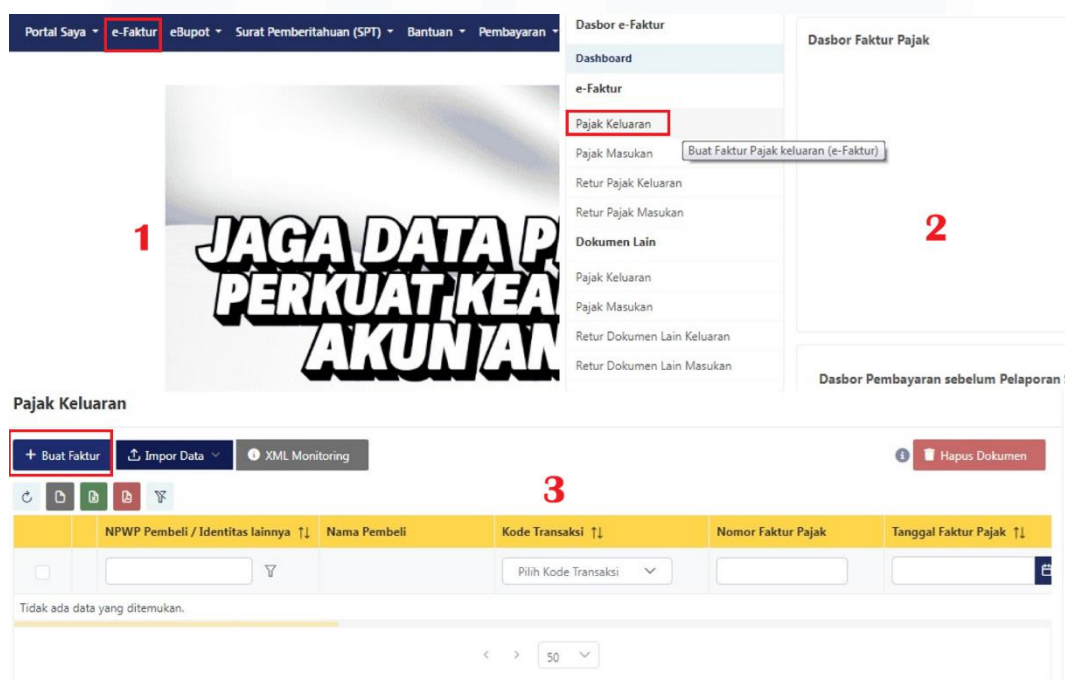 Portal Saya e-Faktur eBupot Surat Pemberitahuan (SPT) Bantuan Pembayaran
1
JAGA DATA P
PERKUAT KEA
AKUN AN
Dasbor e-Faktur
Dashboard
e-Faktur
Pajak Keluaran
Buat Faktur Pajak keluaran (e-Faktur)
Pajak Masukan
Retur Pajak Keluaran
Retur Pajak Masukan
Dokumen Lain
Pajak Keluaran
Pajak Masukan
Retur Dokumen Lain Keluaran
Retur Dokumen Lain Masukan
Dasbor Faktur Pajak
2
Dasbor Pembayaran sebelum Pelaporan
Pajak Keluaran
+ Buat Faktur Impor Data XML Monitoring Hapus Dokumen
3
NPWP Pembeli / Identitas lainnya Nama Pembeli Kode Transaksi Nomor Faktur Pajak Tanggal Faktur Pajak
Pilih Kode Transaksi
Tidak ada data yang ditemukan.
< > 50